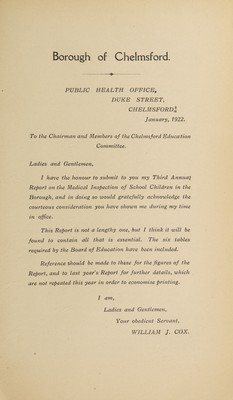 Borough of Chelmsford.
PUBLIC HEALTH OFFICE,
DUKE STREET,
CHELMSFORD,
January, 1922.
To the Chairman and Members of the Chelmsford Education
Committee.
Ladies and Gentlemen,
I have the honour to submit to you my Third Annual
Report on the Medical Inspection of School Children in the
Borough, and in doing so would gratefully acknowledge the
courteous consideration you have shown me during my time
in office.
This Report is not a lengthy one, but I think it will be
found to contain all that is essential. The six tables
required by the Board of Education have been included.
Reference should be made to these for the figures of the
Report, and to last year's Report for further details, which
are not repeated this year in order to economise printing.
I am,
Ladies and Gentlemen,
Your obedient Servant,
WILLIAM J. COX.